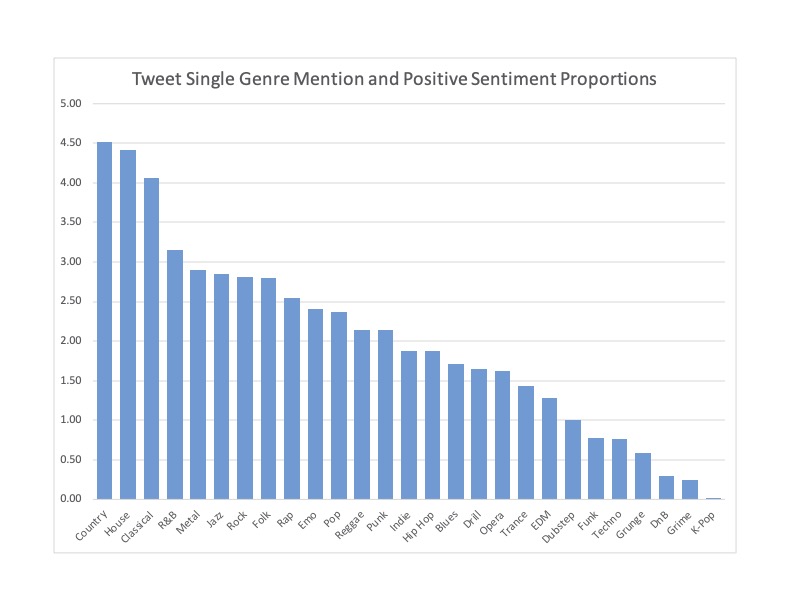 Tweet Single Genre Mention and Positive Sentiment Proportions
5.00
4.50
4.00
3.50
3.00
2.50
2.00
1.50
1.00
0.50
0.00
Country
House
Classical
R&B
Metal
Jazz
Rock
Folk
Rap
Emo
Pop
Reggae
Punk
Indie
Hip Hop
Blues
Drill
Opera
Trance
EDM
Dubstep
Funk
Techno
Grunge
DnB
Grime
K-Pop